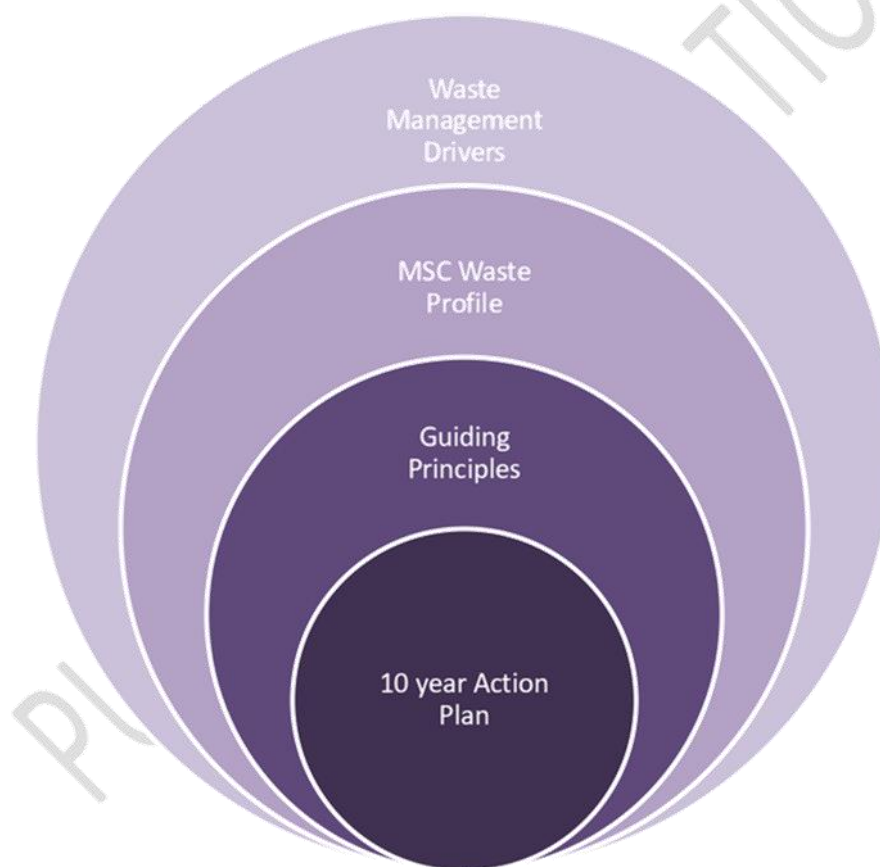 Waste
Management
Drivers
MSC Waste
Profile
Guiding
Principles
10 year Action
Plan